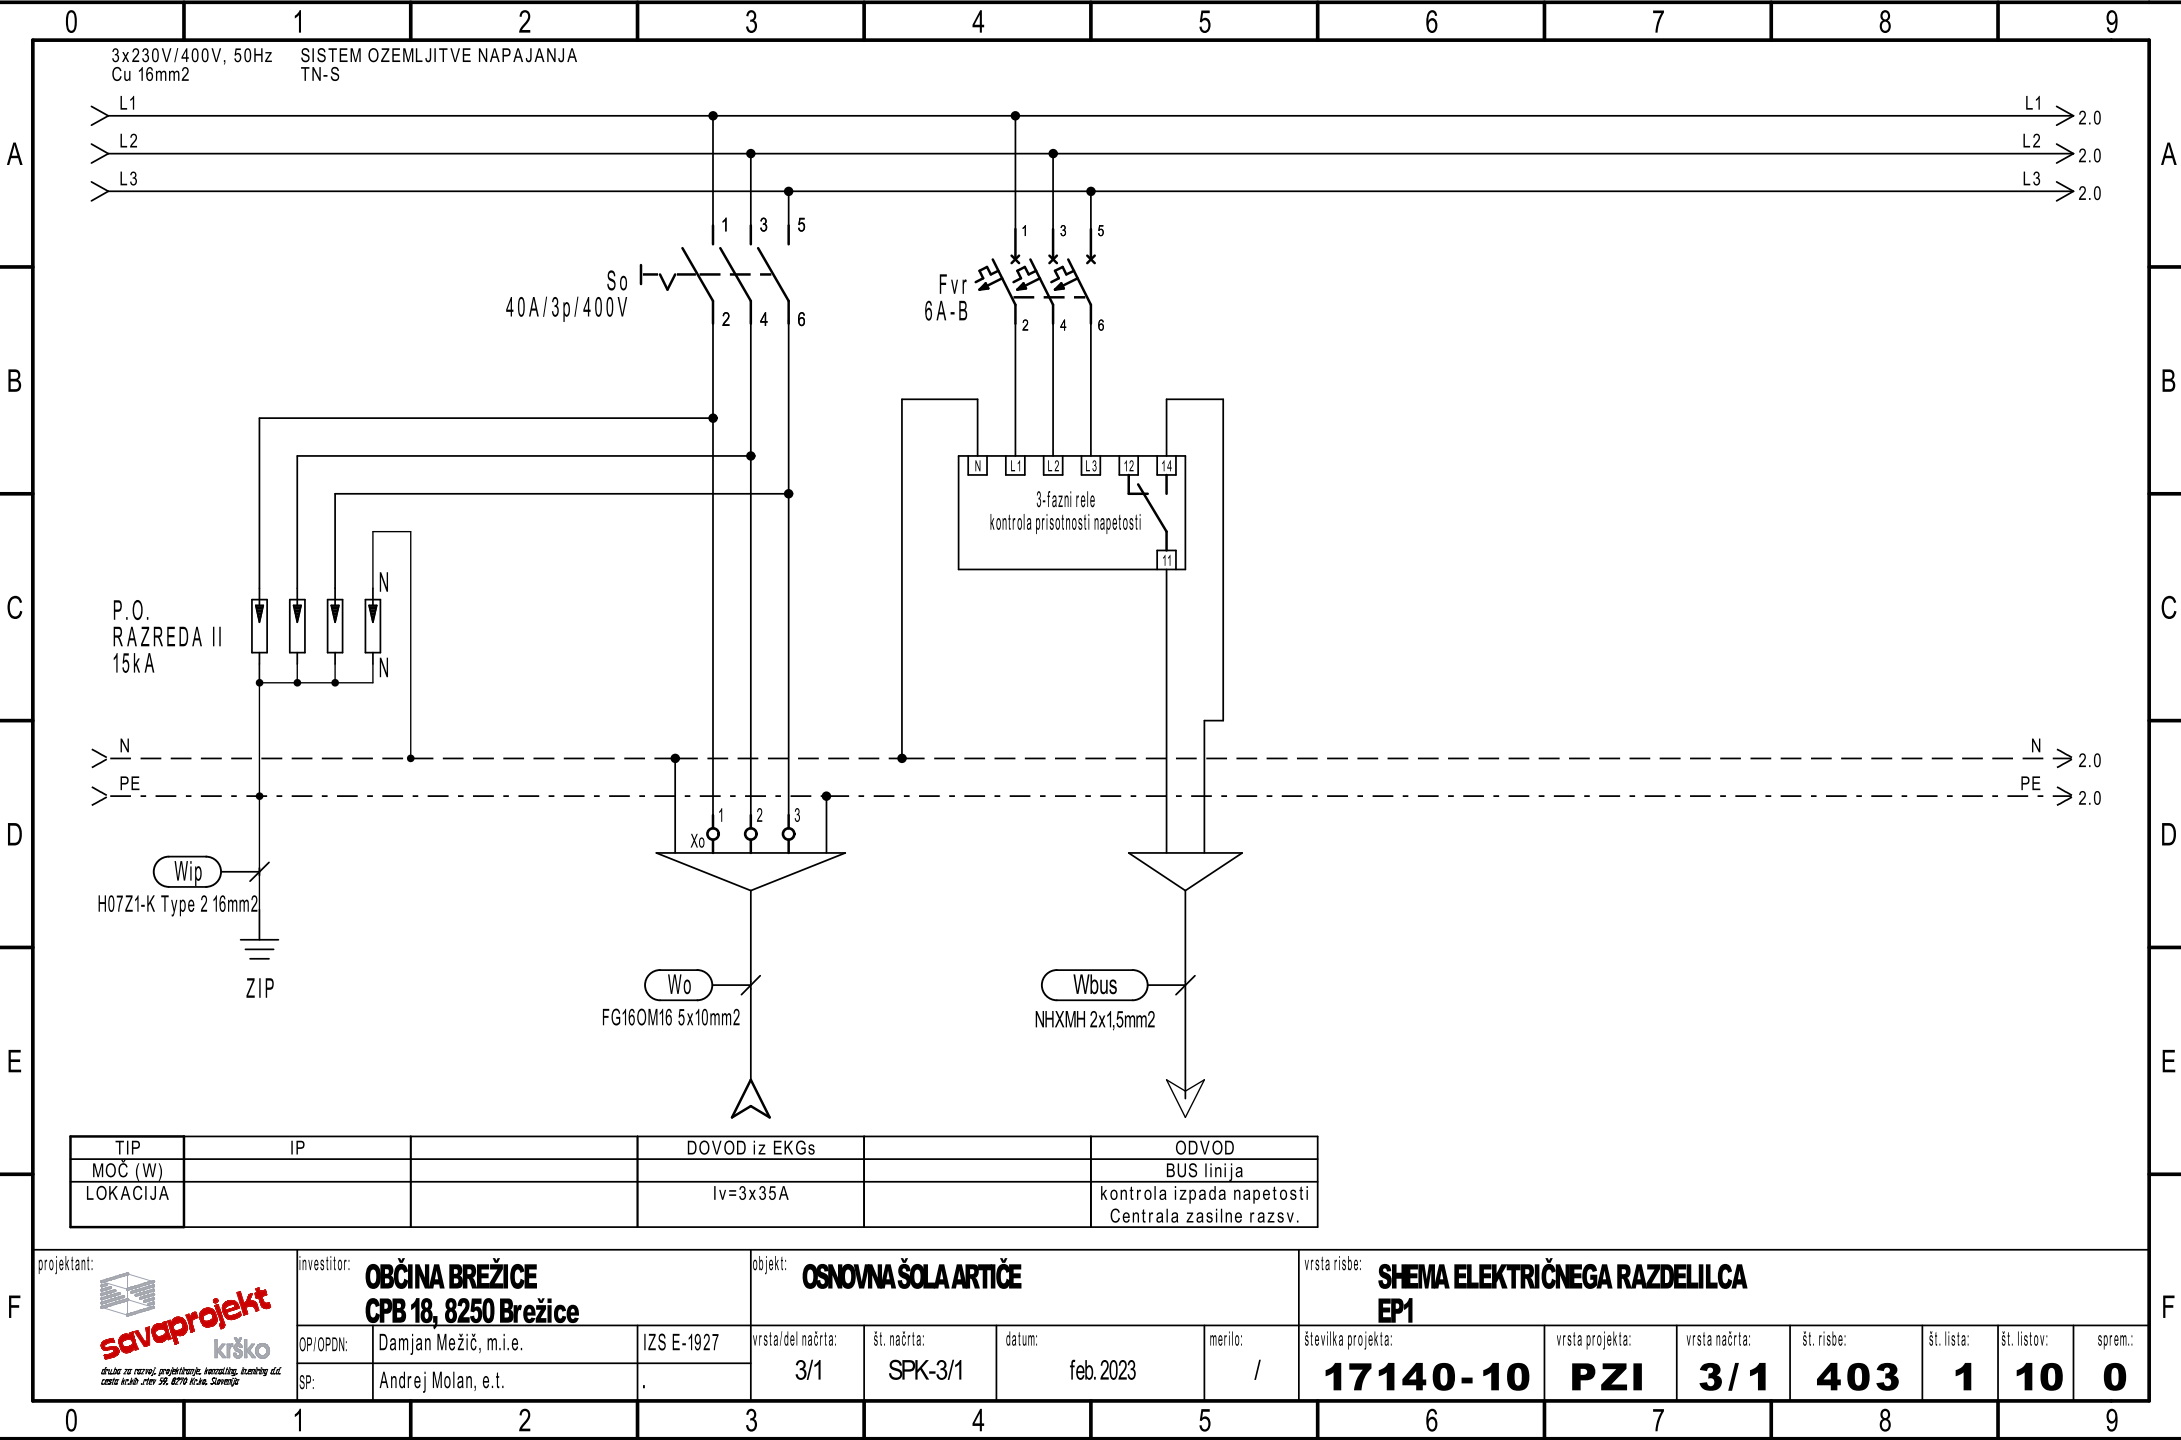 0 1 2 3 4 5 6 7 8 9
3x230V/400V, 50Hz SISTEM OZEMLJITVE NAPAJANJA
Cu 16mm2 TN-S
L1 L1 2.0
A L2 L2 2.0 A
L3 L3 2.0
1 3 5 1 3 5
So Fvr
40A/3p/400V 6A-B
2 4 6 2 4 6
B B
N L1 L2 L3 12 14
3-fazni rele
kontrola prisotnosti napetosti
11
N
C C
P.O.
RAZREDA II
15kA
N
N N 2.0
PE PE 2.0
1 2 3
D Xo D
Wip
H07Z1-K Type 2 16mm2
ZIP
Wo Wbus
FG16OM16 5x10mm2 NHXMH 2x1,5mm2
E E
TIP IP DOVOD iz EKGs ODVOD
MOČ (W) BUS linija
LOKACIJA Iv=3x35A kontrola izpada napetosti
Centrala zasilne razsv.
projektant: investitor: OBČINA BREŽICE objekt: OSNOVNA ŠOLA ARTIČE vrsta risbe: SHEMA ELEKTRIČNEGA RAZDELILCA
CPB 18, 8250 Brežice EP1
F F
savaprojekt
krško
OP/OPDN: Damjan Mežič, m.i.e. IZS E-1927 vrsta/del načrta: št. načrta: datum: merilo: številka projekta: vrsta projekta: vrsta načrta: št. risbe: št. lista: št. listov: sprem.:
3/1 SPK-3/1 feb. 2023 / 17140-10 PZI 3/1 403 1 10 0
SP: Andrej Molan, e.t. .
0 1 2 3 4 5 6 7 8 9